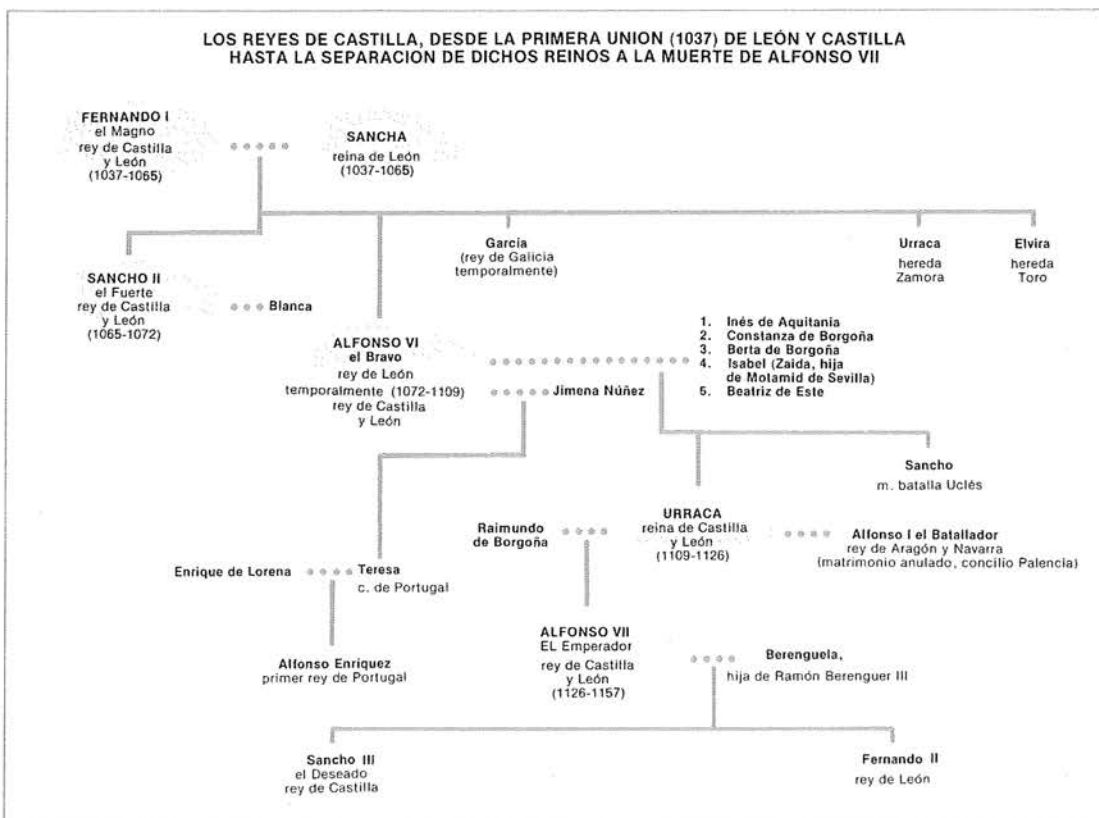 LOS REYES DE CASTILLA, DESDE LA PRIMERA UNION (1037) DE LEÓN Y CASTILLA
HASTA LA SEPARACION DE DICHOS REINOS A LA MUERTE DE ALFONSO VII
FERNANDO I
el Magno
rey de Castilla
y León
(1037-1065)
SANCHA
reina de León
(1037-1065)
SANCHO II
el Fuerte
rey de Castilla
y León
(1065-1072)
Blanca
García
(rey de Galicia
temporalmente)
Urraca
hereda
Zamora
Elvira
hereda
Toro
ALFONSO VI
el Bravo
rey de León
temporalmente (1072-1109)
rey de Castilla
y León
1. Inés de Aquitania
2. Constanza de Borgoña
3. Berta de Borgoña
4. Isabel (Zaida, hija
de Motamid de Sevilla)
5. Beatriz de Este
Jimena Núñez
Sancho
m. batalla Uclés
Raimundo
de Borgoña
URRACA
reina de Castilla
y León
(1109-1126)
Alfonso I el Batallador
rey de Aragón y Navarra
(matrimonio anulado, concilio Palencia)
Enrique de Lorena
Teresa
c. de Portugal
Alfonso Enríquez
primer rey de Portugal
ALFONSO VII
EL Emperador
rey de Castilla
y León
(1126-1157)
Berenguela,
hija de Ramón Berenguer III
Sancho III
el Deseado
rey de Castilla
Fernando II
rey de León